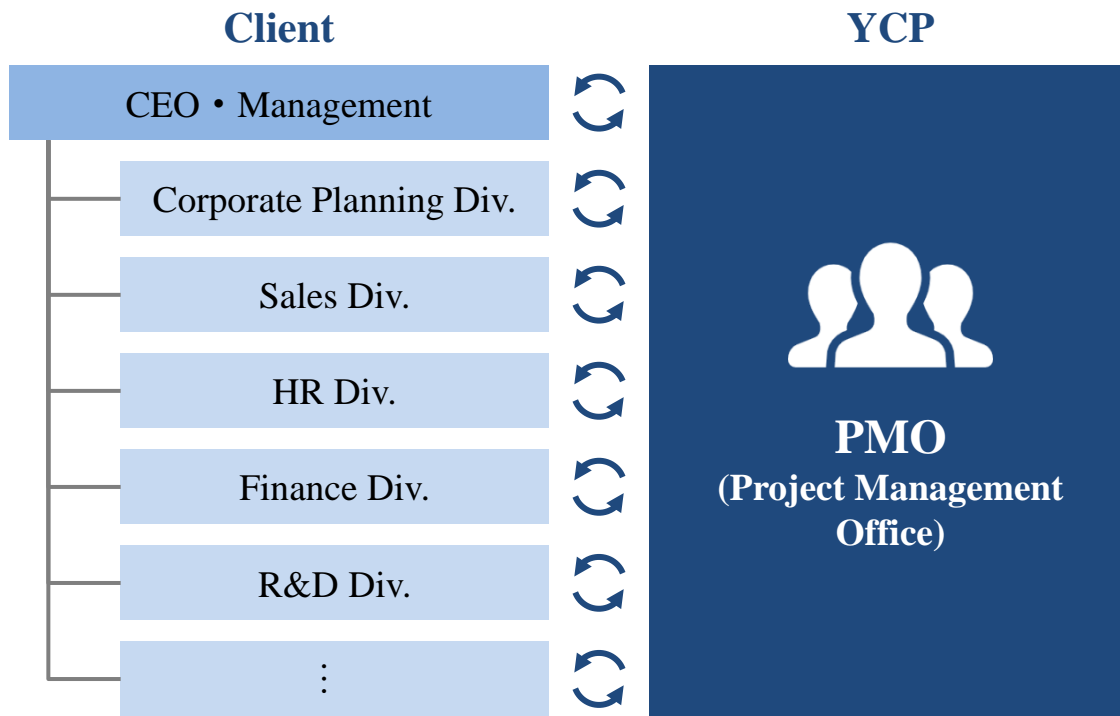 Client
YCP
CEO・Management
Corporate Planning Div.
Sales Div.
HR Div.
Finance Div.
R&D Div.
⋮
PMO
(Project Management
Office)